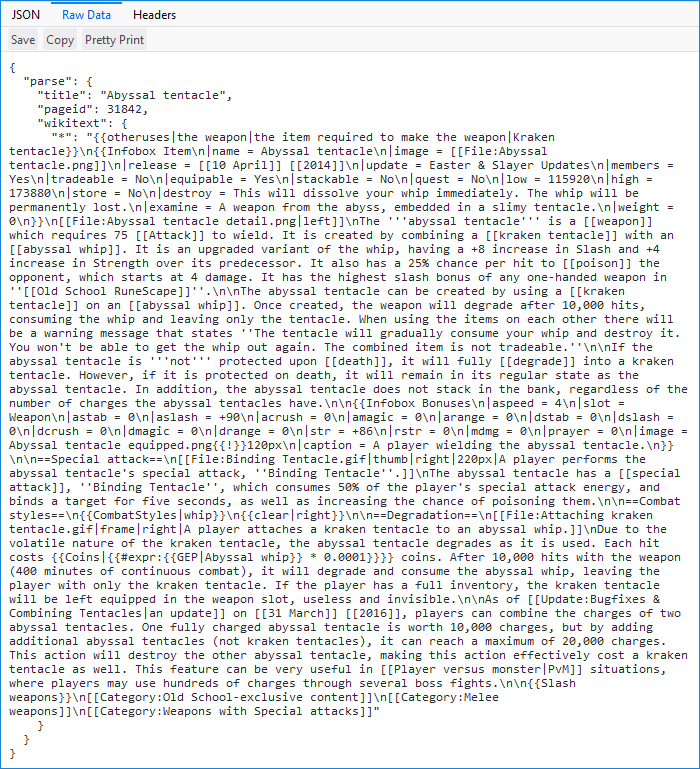 JSON Raw Data Headers
Save Copy Pretty Print
{
  "parse": {
    "title": "Abyssal tentacle",
    "pageid": 31842,
    "wikitext": {
      "*": "{{otheruses|the weapon|the item required to make the weapon|Kraken
tentacle}}\n{{Infobox Item\n|name = Abyssal tentacle\n|image = [[File:Abyssal
tentacle.png]]\n|release = [[10 April]] [[2014]]\n|update = Easter & Slayer Updates\n|members =
Yes\n|tradeable = No\n|equipable = Yes\n|stackable = No\n|quest = No\n|low = 115920\n|high =
173880\n|store = No\n|destroy = This will dissolve your whip immediately. The whip will be
permanently lost.\n|examine = A weapon from the abyss, embedded in a slimy tentacle.\n|weight =
0\n}}\n[[File:Abyssal tentacle detail.png|left]]\nThe '''abyssal tentacle''' is a [[weapon]]
which requires 75 [[Attack]] to wield. It is created by combining a [[kraken tentacle]] with an
[[abyssal whip]]. It is an upgraded variant of the whip, having a +8 increase in Slash and +4
increase in Strength over its predecessor. It also has a 25% chance per hit to [[poison]] the
opponent, which starts at 4 damage. It has the highest slash bonus of any one-handed weapon in
''[[Old School RuneScape]]''.\n\nThe abyssal tentacle can be created by using a [[kraken
tentacle]] on an [[abyssal whip]]. Once created, the weapon will degrade after 10,000 hits,
consuming the whip and leaving only the tentacle. When using the items on each other there will
be a warning message that states ''The tentacle will gradually consume your whip and destroy it.
You won't be able to get the whip out again. The combined item is not tradeable.''\n\nIf the
abyssal tentacle is '''not''' protected upon [[death]], it will fully [[degrade]] into a kraken
tentacle. However, if it is protected on death, it will remain in its regular state as the
abyssal tentacle. In addition, the abyssal tentacle does not stack in the bank, regardless of the
number of charges the abyssal tentacles have.\n\n{{Infobox Bonuses\n|aspeed = 4\n|slot =
Weapon\n|astab = 0\n|aslash = +90\n|acrush = 0\n|amagic = 0\n|arange = 0\n|dstab = 0\n|dslash =
0\n|dcrush = 0\n|dmagic = 0\n|drange = 0\n|str = +86\n|rstr = 0\n|mdmg = 0\n|prayer = 0\n|image =
Abyssal tentacle equipped.png{{!}}120px\n|caption = A player wielding the abyssal tentacle.\n}}
\n\n==Special attack==\n[[File:Binding Tentacle.gif|thumb|right|220px|A player performs the
abyssal tentacle's special attack, ''Binding Tentacle''.]]\nThe abyssal tentacle has a [[special
attack]], ''Binding Tentacle'', which consumes 50% of the player's special attack energy, and
binds a target for five seconds, as well as increasing the chance of poisoning them.\n\n==Combat
styles==\n{{CombatStyles|whip}}\n{{clear|right}}\n\n==Degradation==\n[[File:Attaching kraken
tentacle.gif|frame|right|A player attaches a kraken tentacle to an abyssal whip.]]\nDue to the
volatile nature of the kraken tentacle, the abyssal tentacle degrades as it is used. Each hit
costs {{Coins|{{#expr:{{GEP|Abyssal whip}} * 0.0001}}}} coins. After 10,000 hits with the weapon
(400 minutes of continuous combat), it will degrade and consume the abyssal whip, leaving the
player with only the kraken tentacle. If the player has a full inventory, the kraken tentacle
will be left equipped in the weapon slot, useless and invisible.\n\nAs of [[Update:Bugfixes &
Combining Tentacles|an update]] on [[31 March]] [[2016]], players can combine the charges of two
abyssal tentacles. One fully charged abyssal tentacle is worth 10,000 charges, but by adding
additional abyssal tentacles (not kraken tentacles), it can reach a maximum of 20,000 charges.
This action will destroy the other abyssal tentacle, making this action effectively cost a kraken
tentacle as well. This feature can be very useful in [[Player versus monster|PvM]] situations,
where players may use hundreds of charges through several boss fights.\n\n{{Slash
weapons}}\n[[Category:Old School-exclusive content]]\n[[Category:Melee
weapons]]\n[[Category:Weapons with Special attacks]]"
    }
  }
}